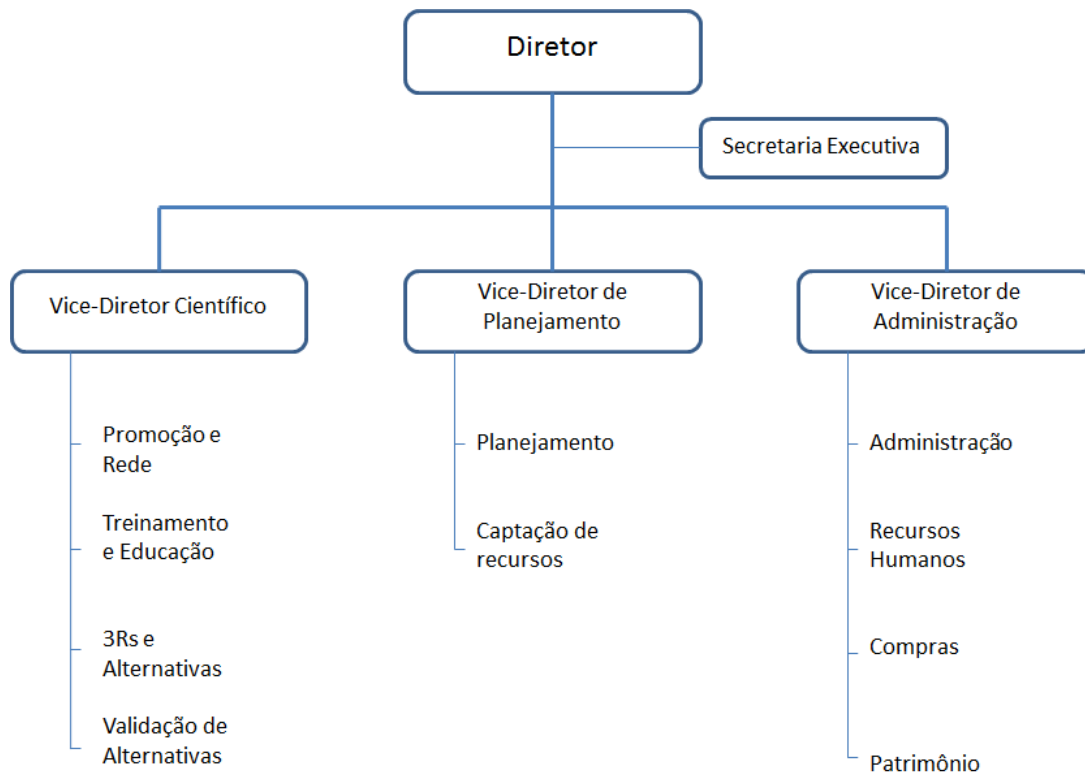 Diretor
Secretaria Executiva
Vice-Diretor Científico
Vice-Diretor de
Planejamento
Vice-Diretor de
Administração
Promoção e
Rede
Treinamento
e Educação
3Rs e
Alternativas
Validação de
Alternativas
Planejamento
Captação de
recursos
Administração
Recursos
Humanos
Compras
Patrimônio